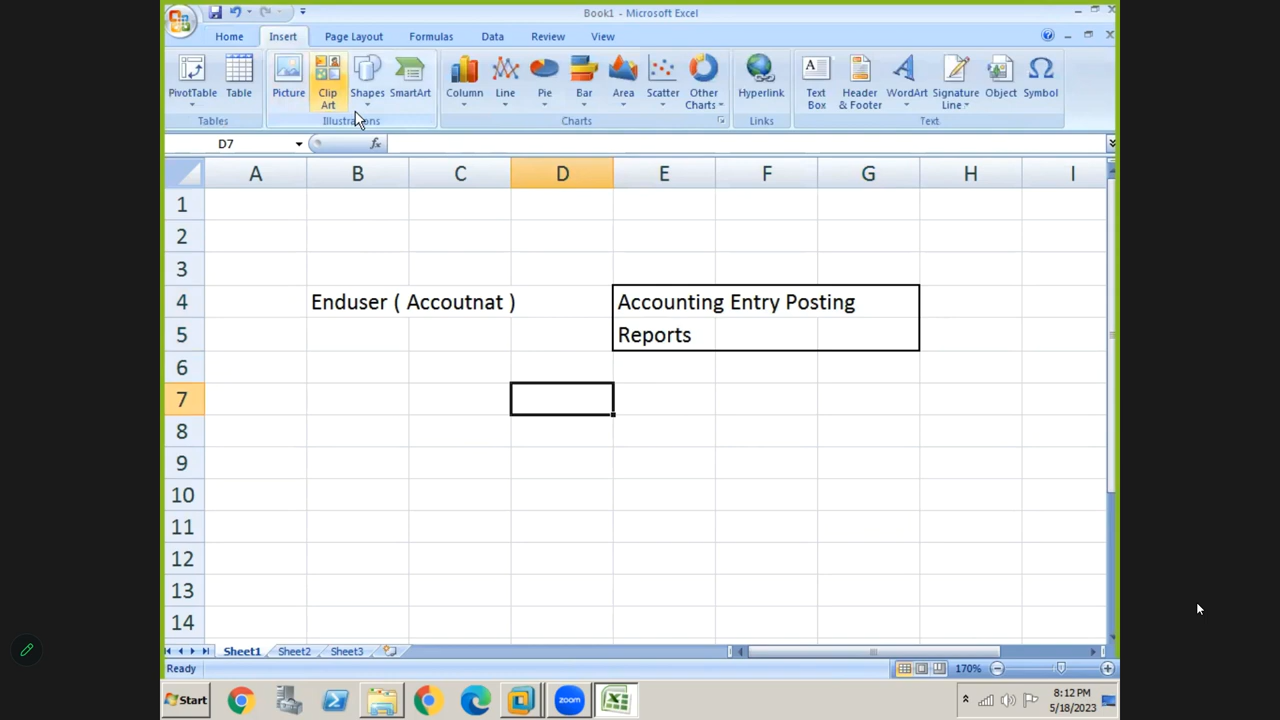 Book1 - Microsoft Excel
Home Insert Page Layout Formulas Data Review View
PivotTable Table Picture Clip Art Shapes SmartArt Column Line Pie Bar Area Scatter Other Charts Hyperlink Text Box Header & Footer WordArt Signature Line Object Symbol
Tables Illustrations Charts Links Text
D7 fx
A B C D E F G H I
1
2
3
4 Enduser ( Accoutnat ) Accounting Entry Posting
5 Reports
6
7
8
9
10
11
12
13
14
Sheet1 Sheet2 Sheet3
Ready 170%
Start zoom 8:12 PM
5/18/2023